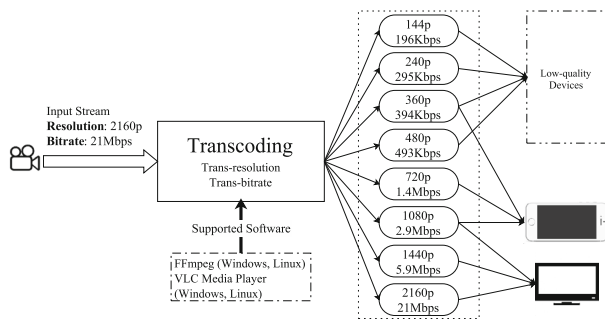 Input Stream
Resolution: 2160p
Bitrate: 21Mbps
Transcoding
Trans-resolution
Trans-bitrate
Supported Software
FFmpeg (Windows, Linux)
VLC Media Player
(Windows, Linux)
144p
196Kbps
240p
295Kbps
360p
394Kbps
480p
493Kbps
720p
1.4Mbps
1080p
2.9Mbps
1440p
5.9Mbps
2160p
21Mbps
Low-quality
Devices